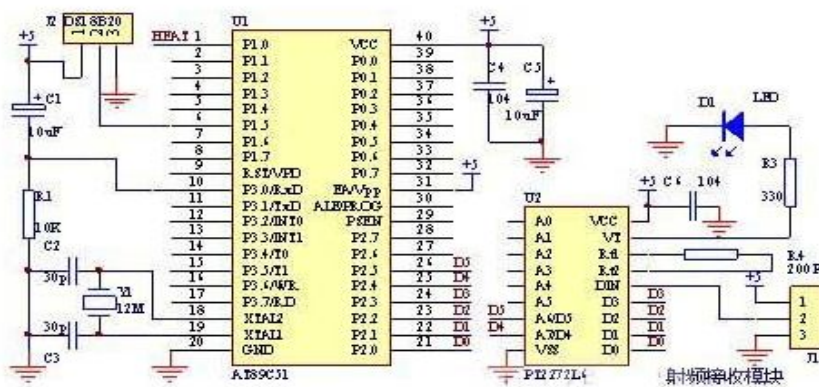 J2 DS18B20
+5
1 2 3
C1
10uF
R1
10K
C2
30p
Y1
12M
30p
C3
U1
HEAT 1 P1.0 VCC 40
2 P1.1 P0.0 39
3 P1.2 P0.1 38
4 P1.3 P0.2 37
5 P1.4 P0.3 36
6 P1.5 P0.4 35
7 P1.6 P0.5 34
8 P1.7 P0.6 33
9 RST/VPD P0.7 32
10 P3.0/RxD EA/Vpp 31
11 P3.1/TxD ALE/PROG 30
12 P3.2/INT0 PSEN 29
13 P3.3/INT1 P2.7 28
14 P3.4/T0 P2.6 27
15 P3.5/T1 P2.5 26 D5
16 P3.6/WR P2.4 25 D4
17 P3.7/RD P2.3 24 D3
18 XTAL2 P2.2 23 D2
19 XTAL1 P2.1 22 D1
20 GND P2.0 21 D0
AT89C51
+5
C4
104
C5
10uF
+5
D1 LED
R3
330
+5
C6 104
U2
A0 VCC
A1 VT
A2 Rt1
A3 Rt2
A4 DIN
A5 D3 D3
D5 A6/D5 D2 D2
D4 A7/D4 D1 D1
VSS D0 D0
PT2272L4
R4
+5
1
2
3
J1
射频接收模块